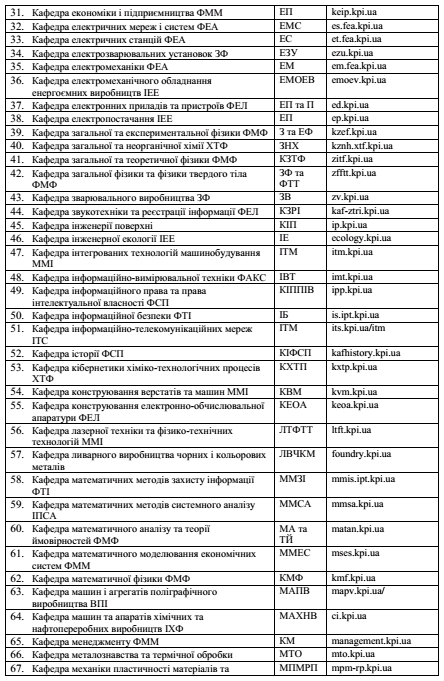 31. Кафедра економіки і підприємництва ФММ ЕП keip.kpi.ua
32. Кафедра електричних мереж і систем ФЕА ЕМС es.fea.kpi.ua
33. Кафедра електричних станцій ФЕА ЕС et.fea.kpi.ua
34. Кафедра електрозварювальних установок ЗФ ЕЗУ ezu.kpi.ua
35. Кафедра електромеханіки ФЕА ЕМ em.fea.kpi.ua
36. Кафедра електромеханічного обладнання ЕМОЕВ emoev.kpi.ua
енергоємних виробництв ІЕЕ
37. Кафедра електронних приладів та пристроїв ФЕЛ ЕП та П ed.kpi.ua
38. Кафедра електропостачання ІЕЕ ЕП ep.kpi.ua
39. Кафедра загальної та експериментальної фізики ФМФ З та ЕФ kzef.kpi.ua
40. Кафедра загальної та неорганічної хімії ХТФ ЗНХ kznh.xtf.kpi.ua
41. Кафедра загальної та теоретичної фізики ФМФ КЗТФ zitf.kpi.ua
42. Кафедра загальної фізики та фізики твердого тіла ЗФ та zfftt.kpi.ua
ФМФ ФТТ
43. Кафедра зварювального виробництва ЗФ ЗВ zv.kpi.ua
44. Кафедра звукотехніки та реєстрації інформації ФЕЛ КЗРІ kaf-ztri.kpi.ua
45. Кафедра інженерії поверхні КІП ip.kpi.ua
46. Кафедра інженерної екології ІЕЕ ІЕ ecology.kpi.ua
47. Кафедра інтегрованих технологій машинобудування ІТМ itm.kpi.ua
ММІ
48. Кафедра інформаційно-вимірювальної техніки ФАКС ІВТ imt.kpi.ua
49. Кафедра інформаційного права та права КІППІВ ipp.kpi.ua
інтелектуальної власності ФСП
50. Кафедра інформаційної безпеки ФТІ ІБ is.ipt.kpi.ua
51. Кафедра інформаційно-телекомунікаційних мереж ІТМ its.kpi.ua/itm
ІТС
52. Кафедра історії ФСП КІФСП kafhistory.kpi.ua
53. Кафедра кібернетики хіміко-технологічних процесів КХТП kxtp.kpi.ua
ХТФ
54. Кафедра конструювання верстатів та машин ММІ КВМ kvm.kpi.ua
55. Кафедра конструювання електронно-обчислювальної КЕОА keoa.kpi.ua
апаратури ФЕЛ
56. Кафедра лазерної техніки та фізико-технічних ЛТФТТ ltft.kpi.ua
технологій ММІ
57. Кафедра ливарного виробництва чорних і кольорових ЛВЧКМ foundry.kpi.ua
металів
58. Кафедра математичних методів захисту інформації ММЗІ mmis.ipt.kpi.ua
ФТІ
59. Кафедра математичних методів системного аналізу ММСА mmsa.kpi.ua
ІПСА
60. Кафедра математичного аналізу та теорії МА та matan.kpi.ua
ймовірностей ФМФ ТЙ
61. Кафедра математичного моделювання економічних ММЕС mses.kpi.ua
систем ФММ
62. Кафедра математичної фізики ФМФ КМФ kmf.kpi.ua
63. Кафедра машин і агрегатів поліграфічного МАПВ mapv.kpi.ua/
виробництва ВПІ
64. Кафедра машин та апаратів хімічних та МАХНВ ci.kpi.ua
нафтопереробних виробництв ІХФ
65. Кафедра менеджменту ФММ КМ management.kpi.ua
66. Кафедра металознавства та термічної обробки МТО mto.kpi.ua
67. Кафедра механіки пластичності матеріалів та МПМРП mpm-rp.kpi.ua